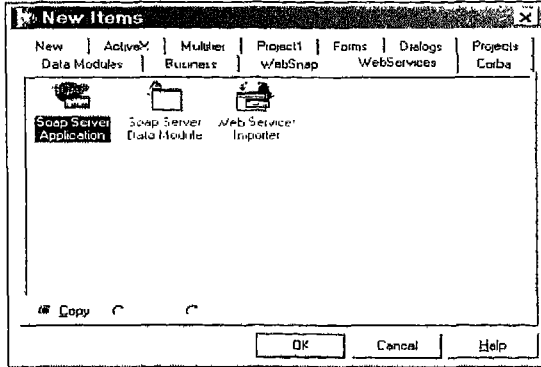 New Items
New ActiveX Multitier Project1 Forms Dialogs Projects
Data Modules Business WebSnap WebServices Corba
Soap Server Soap Server Web Services
Application Data Module Importer
Copy
OK Cancel Help